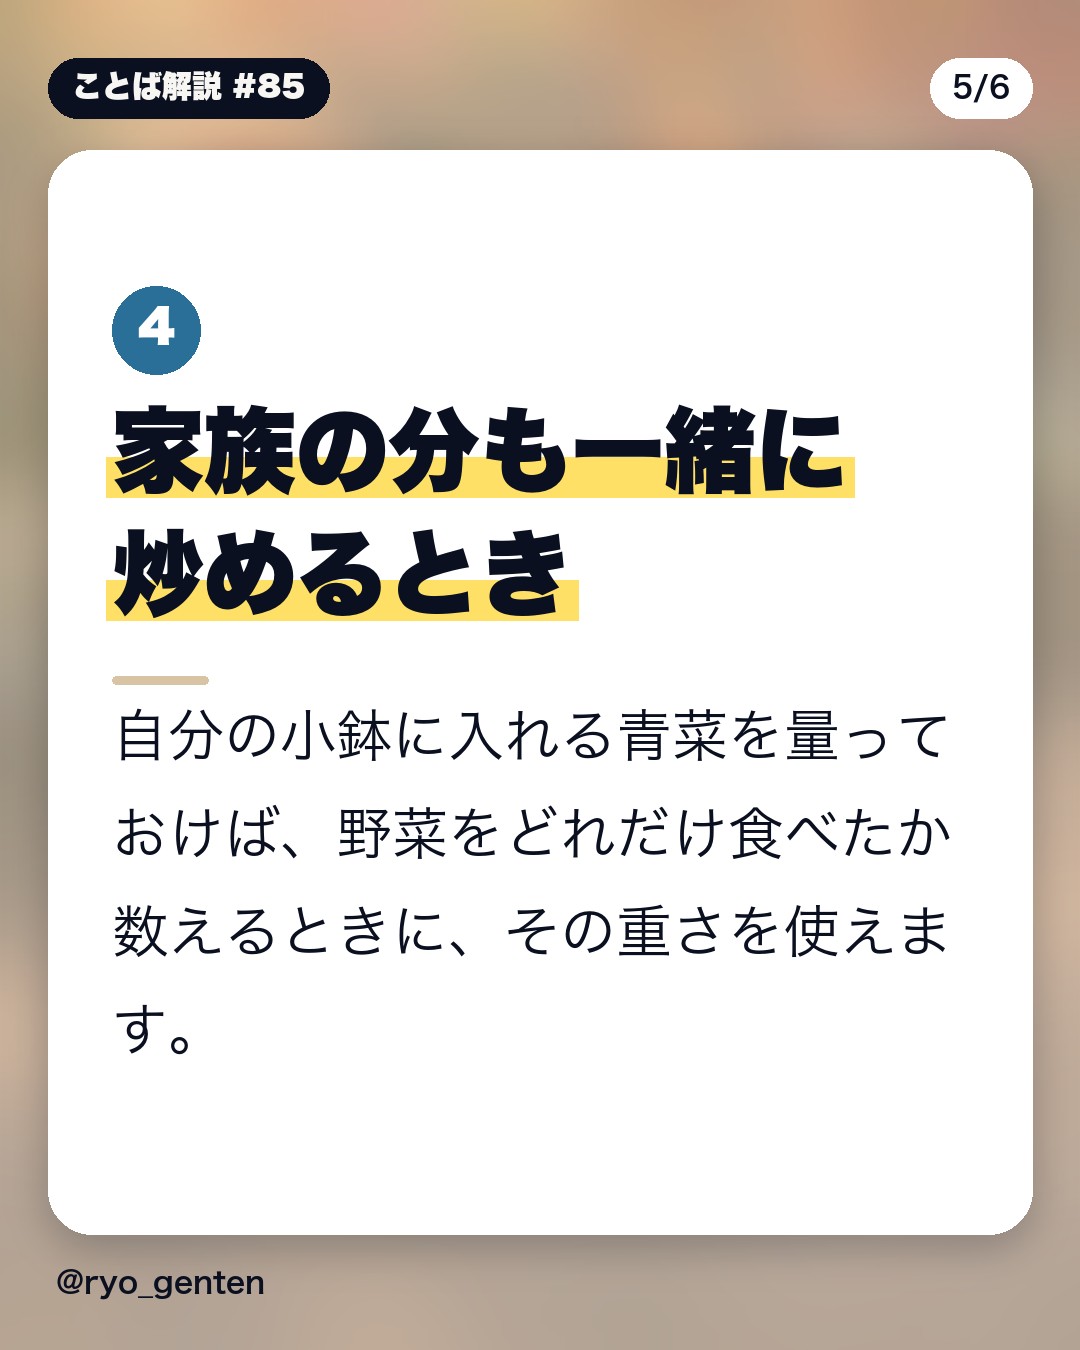 ことば解説 #85
5/6
4
家族の分も一緒に
炒めるとき
自分の小鉢に入れる青菜を量って
おけば、野菜をどれだけ食べたか
数えるときに、その重さを使えま
す。
@ryo_genten